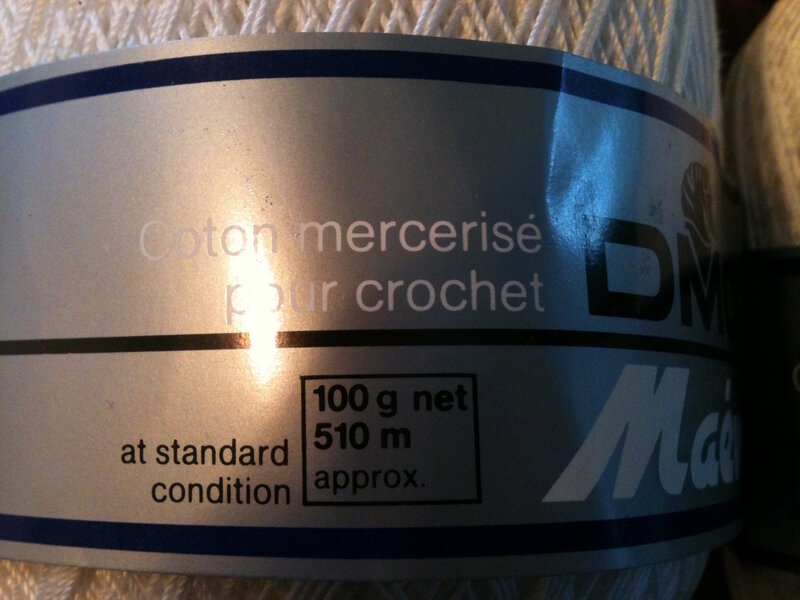 Coton mercerisé
pour crochet
DM
at standard
condition
100 g net
510 m
approx.